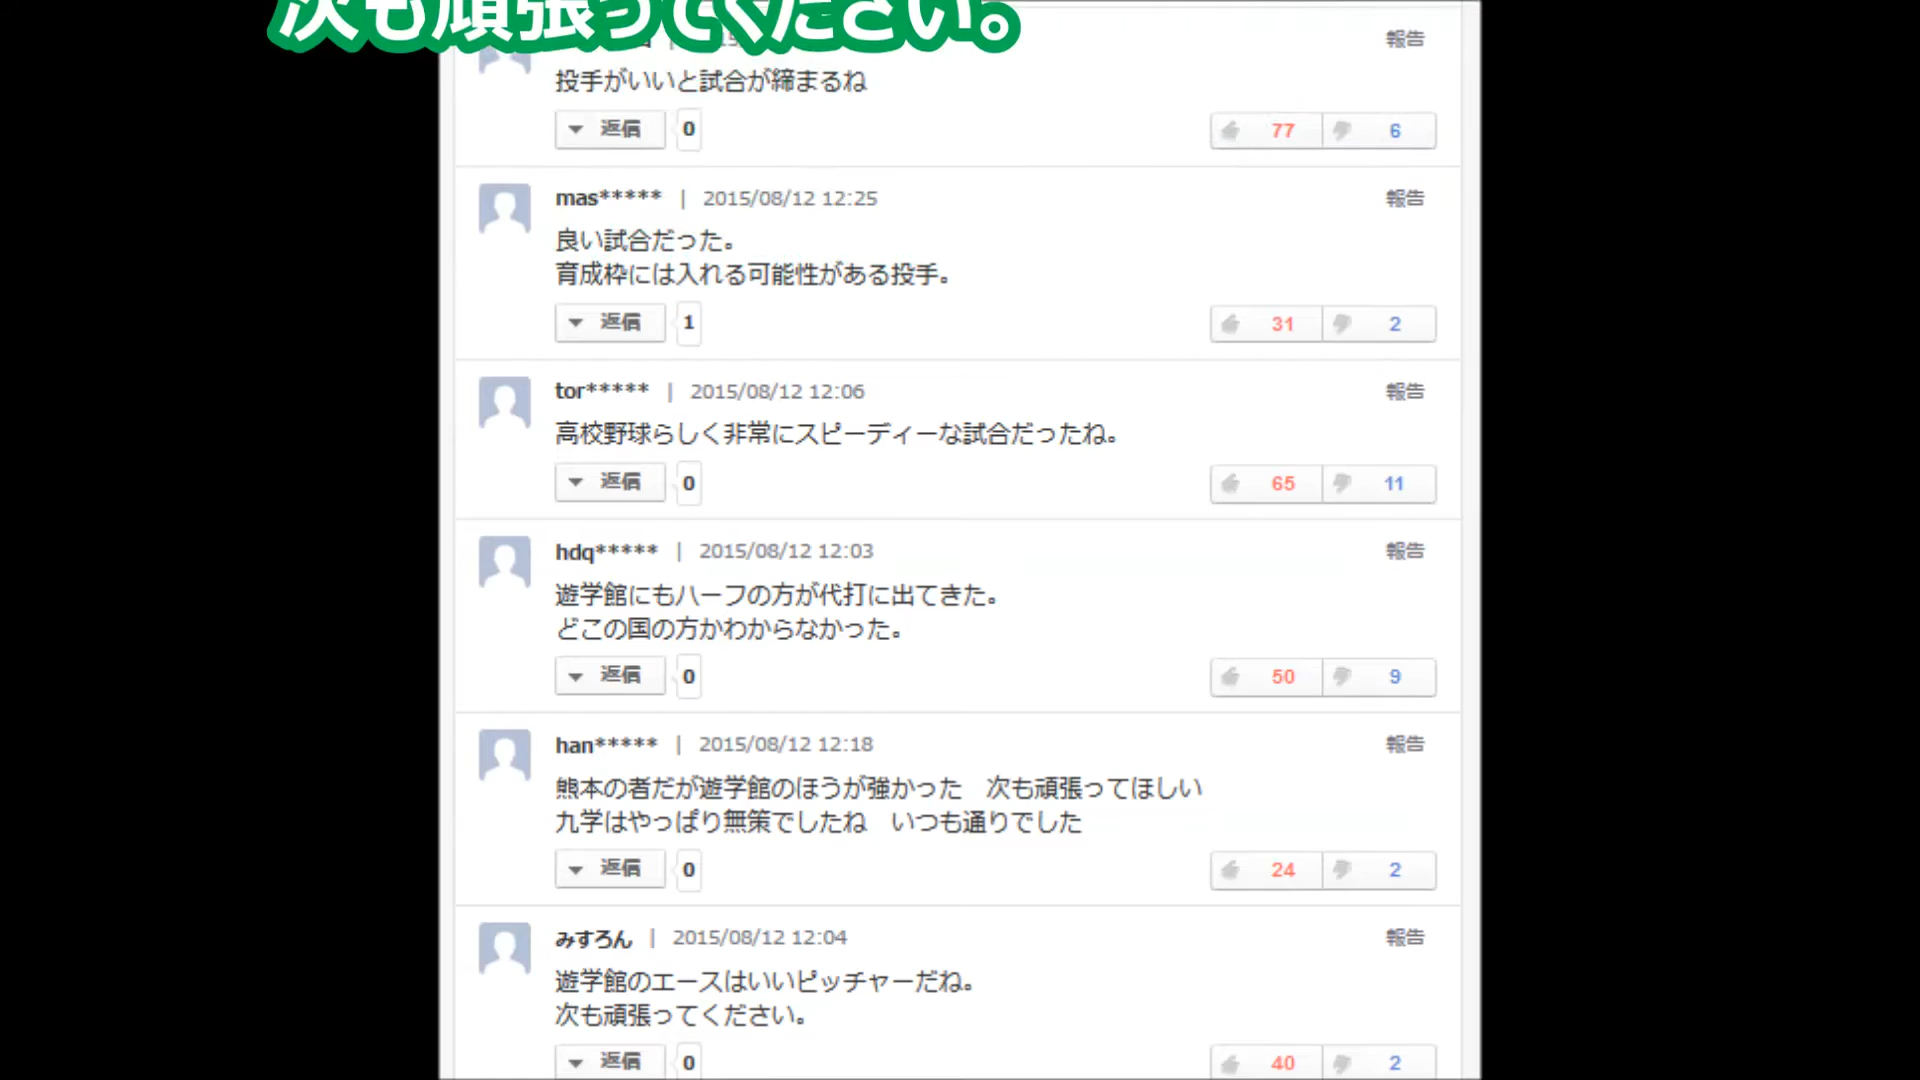 次も頑張ってください。
報告
投手がいいと試合が締まるね
返信 0 77 6
mas***** | 2015/08/12 12:25 報告
良い試合だった。
育成枠には入れる可能性がある投手。
返信 1 31 2
tor***** | 2015/08/12 12:06 報告
高校野球らしく非常にスピーディーな試合だったね。
返信 0 65 11
hdq***** | 2015/08/12 12:03 報告
遊学館にもハーフの方が代打に出てきた。
どこの国の方かわからなかった。
返信 0 50 9
han***** | 2015/08/12 12:18 報告
熊本の者だが遊学館のほうが強かった　次も頑張ってほしい
九学はやっぱり無策でしたね　いつも通りでした
返信 0 24 2
みすろん | 2015/08/12 12:04 報告
遊学館のエースはいいピッチャーだね。
次も頑張ってください。
返信 0 40 2